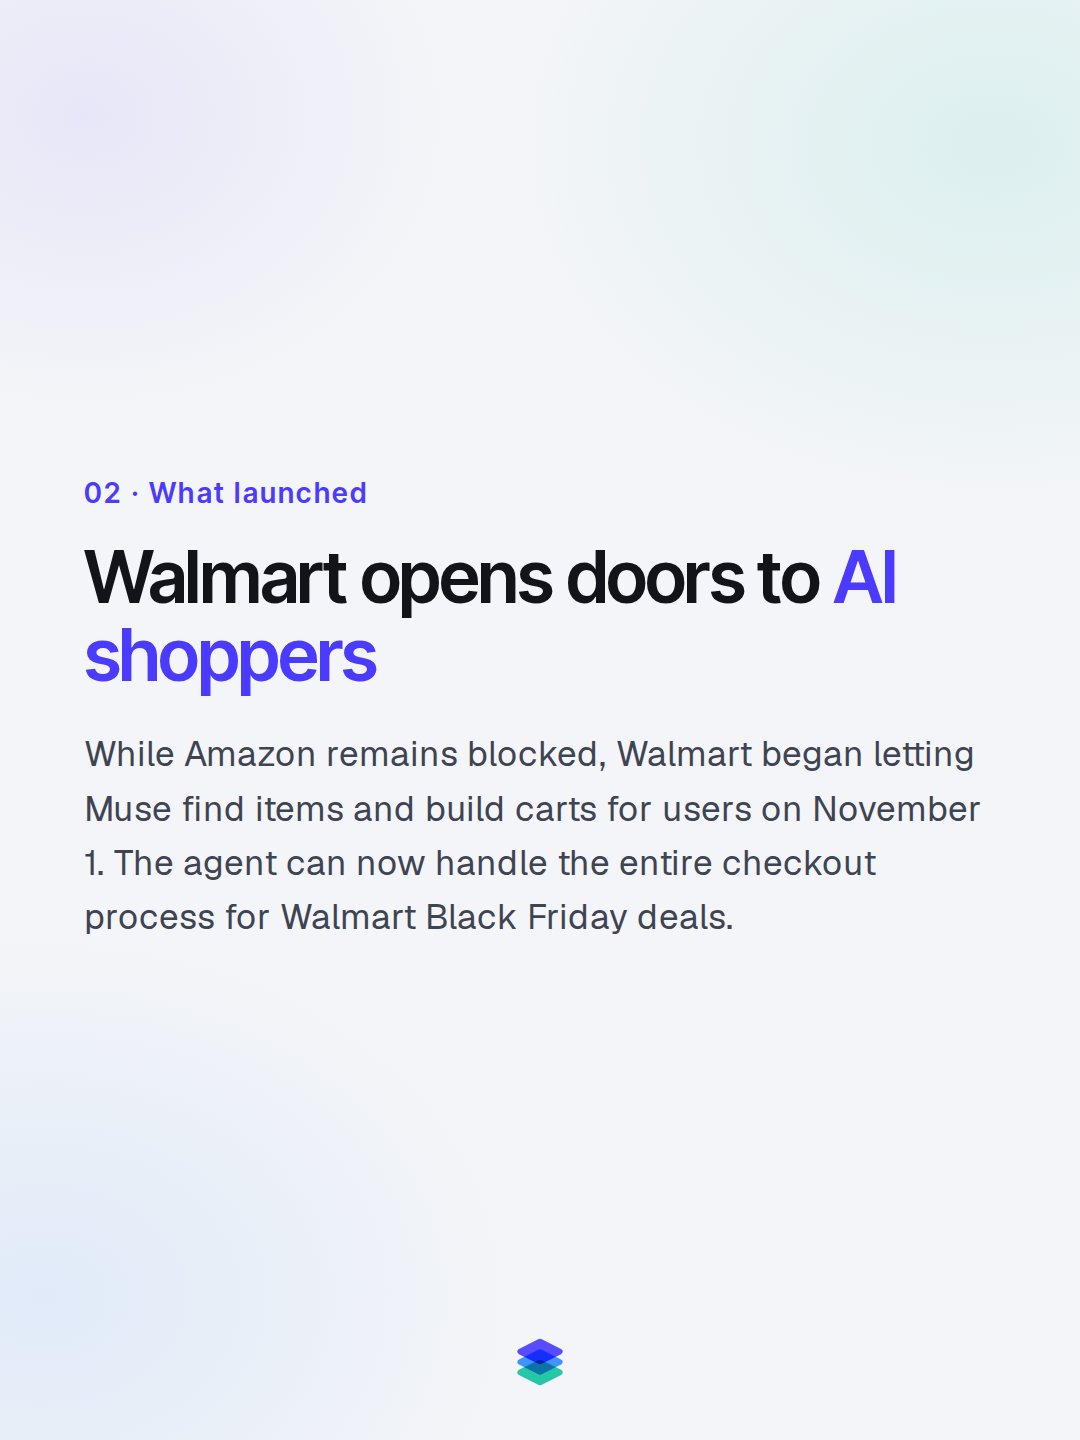 02 · What launched
Walmart opens doors to AI
shoppers
While Amazon remains blocked, Walmart began letting
Muse find items and build carts for users on November
1. The agent can now handle the entire checkout
process for Walmart Black Friday deals.